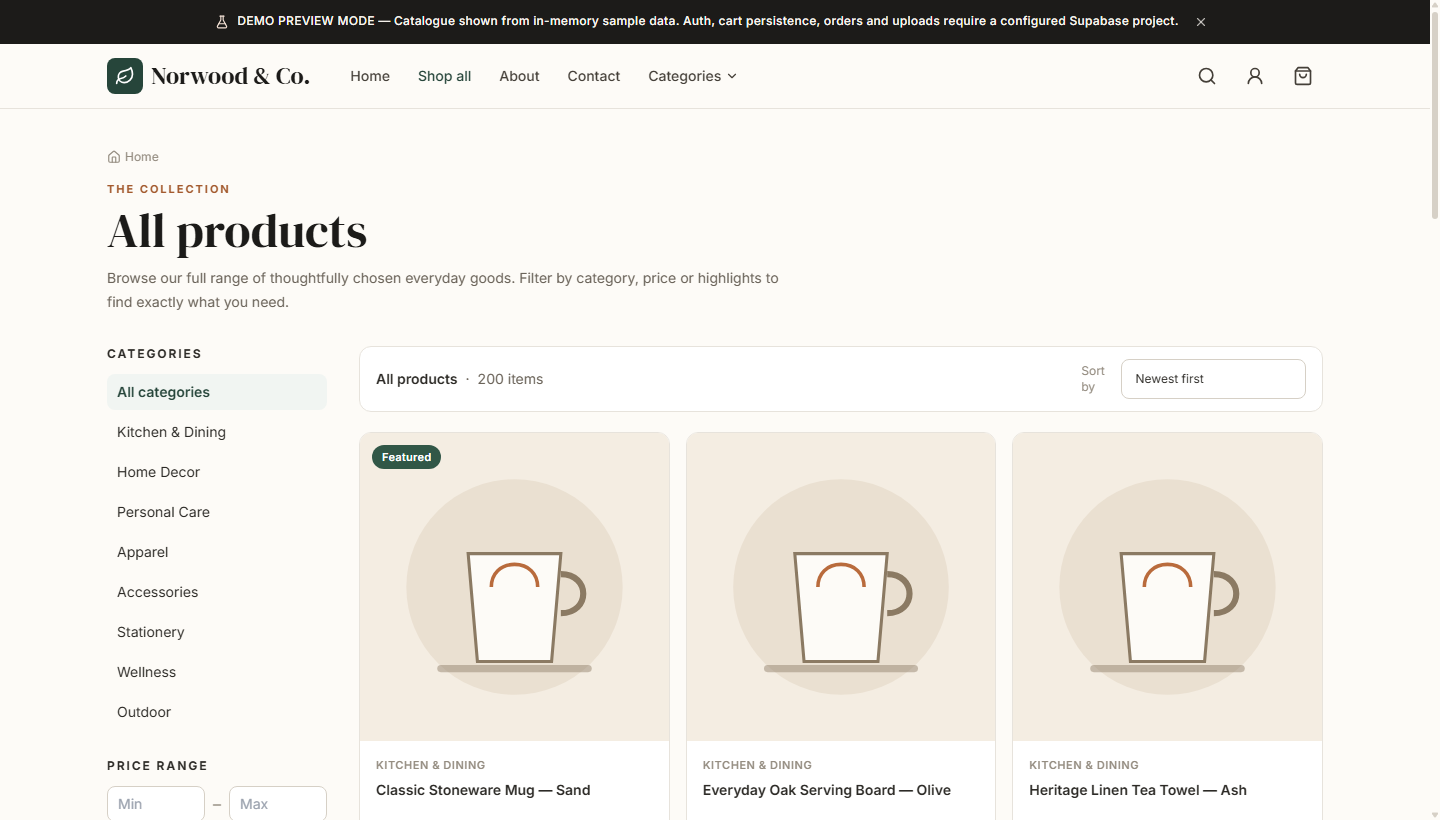 DEMO PREVIEW MODE — Catalogue shown from in-memory sample data. Auth, cart persistence, orders and uploads require a configured Supabase project.
Norwood & Co.
Home
Shop all
About
Contact
Categories
Home
THE COLLECTION
All products
Browse our full range of thoughtfully chosen everyday goods. Filter by category, price or highlights to
find exactly what you need.
CATEGORIES
All categories
Kitchen & Dining
Home Decor
Personal Care
Apparel
Accessories
Stationery
Wellness
Outdoor
PRICE RANGE
Min – Max
All products · 200 items
Sort
by
Newest first
Featured
KITCHEN & DINING
Classic Stoneware Mug — Sand
KITCHEN & DINING
Everyday Oak Serving Board — Olive
KITCHEN & DINING
Heritage Linen Tea Towel — Ash